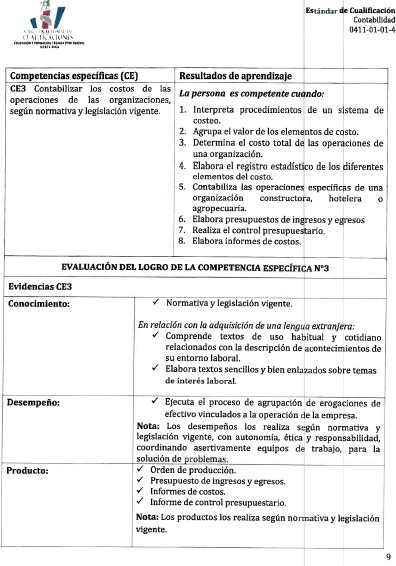 Estándar de Cualificación
Contabilidad
0411-01-01-4
CUALIFICACIONES
EDUCACIÓN Y FORMACIÓN TÉCNICA PROFESIONAL
COSTA RICA
Competencias específicas (CE)
Resultados de aprendizaje
CE3 Contabilizar los costos de las
operaciones de las organizaciones,
según normativa y legislación vigente.
La persona es competente cuando:
1. Interpreta procedimientos de un sistema de
costeo.
2. Agrupa el valor de los elementos de costo.
3. Determina el costo total de las operaciones de
una organización.
4. Elabora el registro estadístico de los diferentes
elementos del costo.
5. Contabiliza las operaciones específicas de una
organización constructora, hotelera o
agropecuaria.
6. Elabora presupuestos de ingresos y egresos
7. Realiza el control presupuestario.
8. Elabora informes de costos.
EVALUACIÓN DEL LOGRO DE LA COMPETENCIA ESPECÍFICA N°3
Evidencias CE3
Conocimiento:
✓ Normativa y legislación vigente.
En relación con la adquisición de una lengua extranjera:
✓ Comprende textos de uso habitual y cotidiano
relacionados con la descripción de acontecimientos de
su entorno laboral.
✓ Elabora textos sencillos y bien enlazados sobre temas
de interés laboral.
Desempeño:
✓ Ejecuta el proceso de agrupación de erogaciones de
efectivo vinculados a la operación de la empresa.
Nota: Los desempeños los realiza según normativa y
legislación vigente, con autonomía, ética y responsabilidad,
coordinando asertivamente equipos de trabajo, para la
solución de problemas.
Producto:
✓ Orden de producción.
✓ Presupuesto de ingresos y egresos.
✓ Informes de costos.
✓ Informe de control presupuestario.
Nota: Los productos los realiza según normativa y legislación
vigente.
9